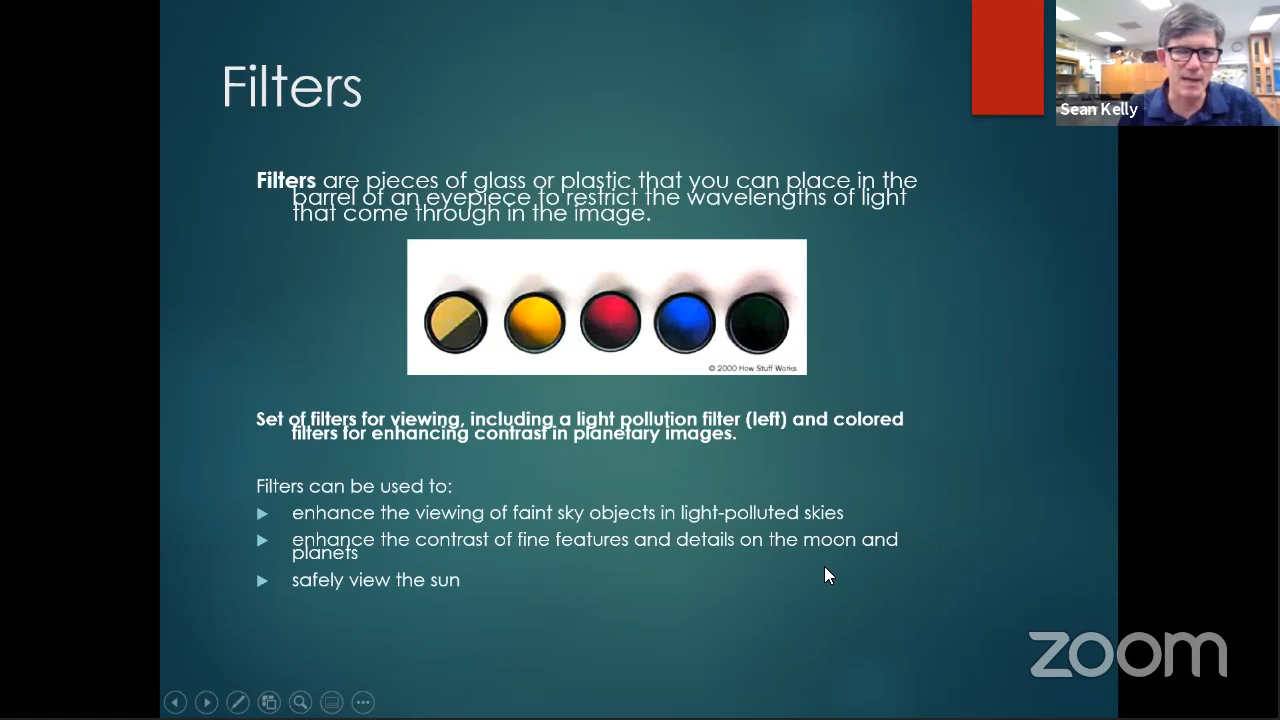 Filters
Sean Kelly
Filters are pieces of glass or plastic that you can place in the
barrel of an eyepiece to restrict the wavelengths of light
that come through in the image.
© 2000 How Stuff Works
Set of filters for viewing, including a light pollution filter (left) and colored
filters for enhancing contrast in planetary images.
Filters can be used to:
enhance the viewing of faint sky objects in light-polluted skies
enhance the contrast of fine features and details on the moon and
planets
safely view the sun
zoom